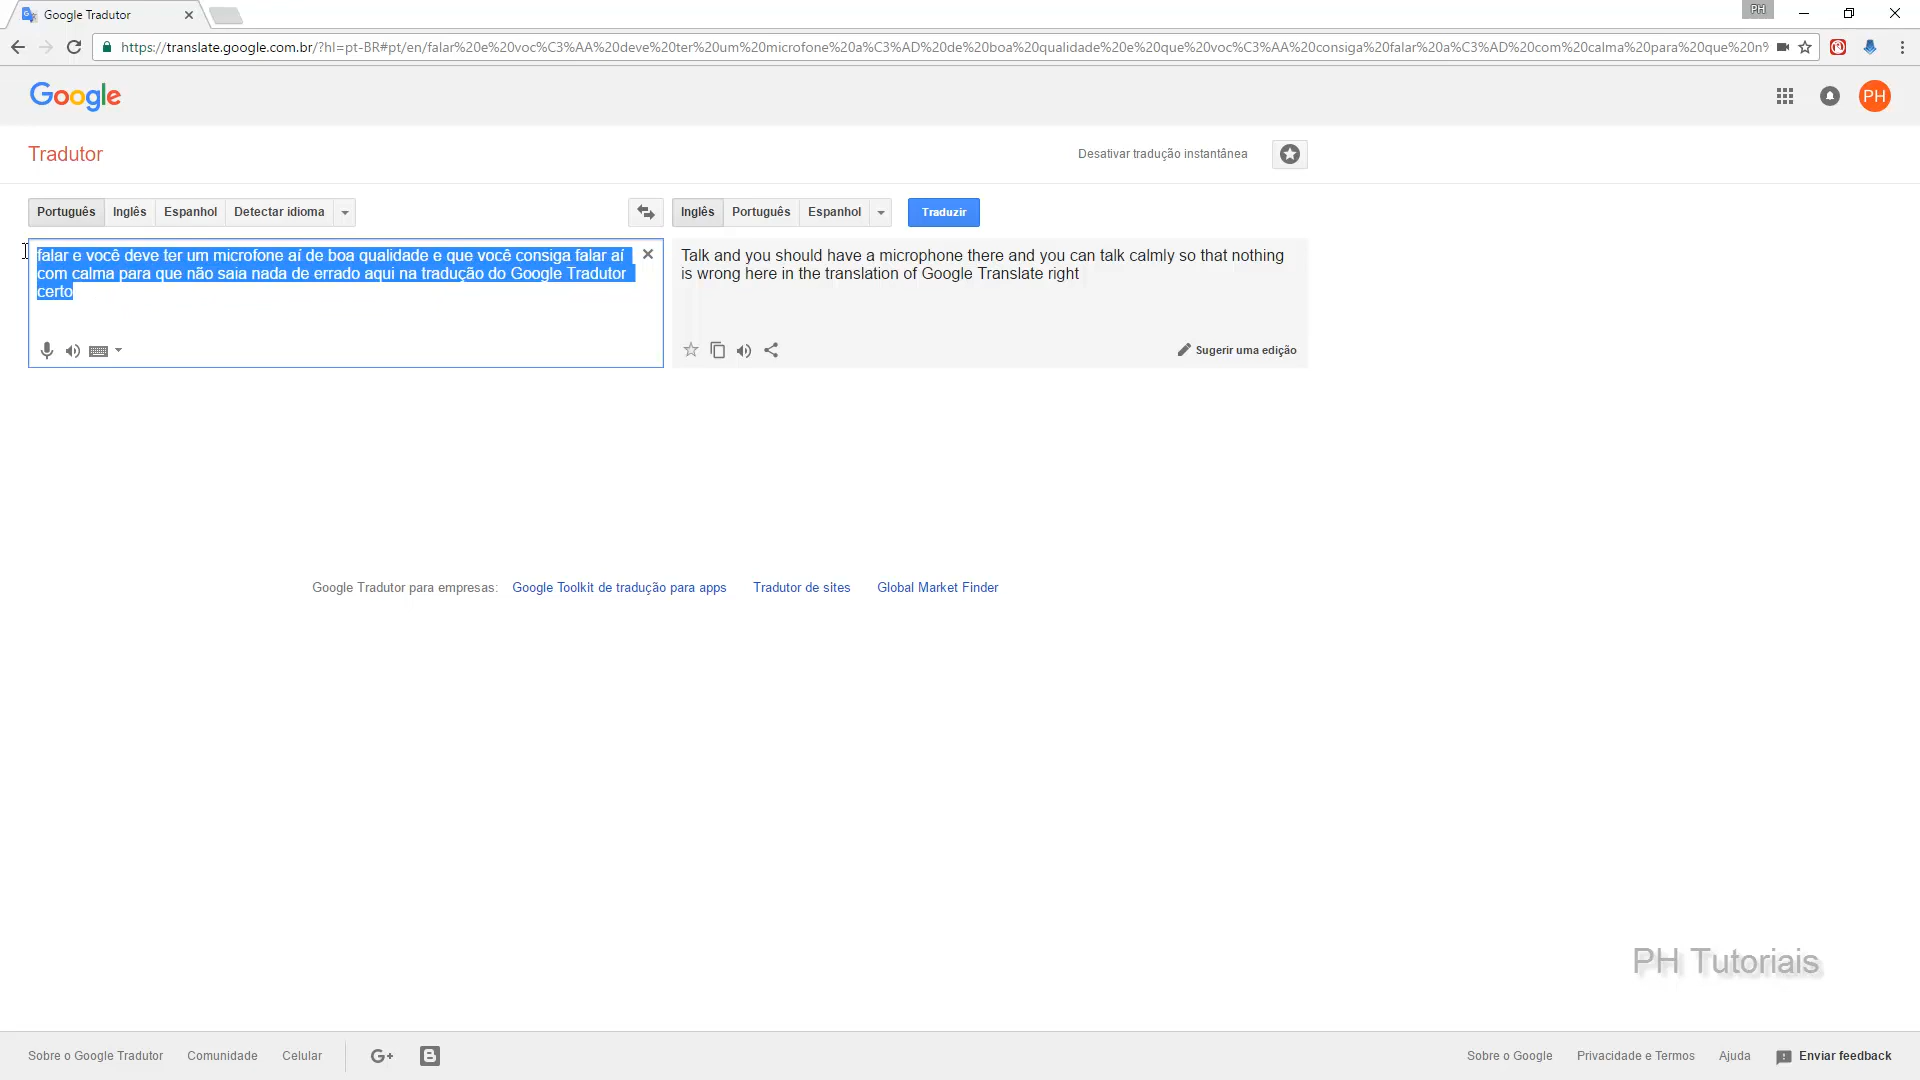 Google Tradutor
PH
https://translate.google.com.br/?hl=pt-BR#pt/en/falar%20e%20voc%C3%AA%20deve%20ter%20um%20microfone%20a%C3%AD%20de%20boa%20qualidade%20e%20que%20voc%C3%AA%20consiga%20falar%20a%C3%AD%20com%20calma%20para%20que%20n%
Google
PH
Tradutor
Desativar tradução instantânea
Português Inglês Espanhol Detectar idioma
Inglês Português Espanhol
Traduzir
falar e você deve ter um microfone aí de boa qualidade e que você consiga falar aí
com calma para que não saia nada de errado aqui na tradução do Google Tradutor
certo
Talk and you should have a microphone there and you can talk calmly so that nothing
is wrong here in the translation of Google Translate right
Sugerir uma edição
Google Tradutor para empresas: Google Toolkit de tradução para apps Tradutor de sites Global Market Finder
PH Tutoriais
Sobre o Google Tradutor Comunidade Celular G+ B
Sobre o Google Privacidade e Termos Ajuda Enviar feedback